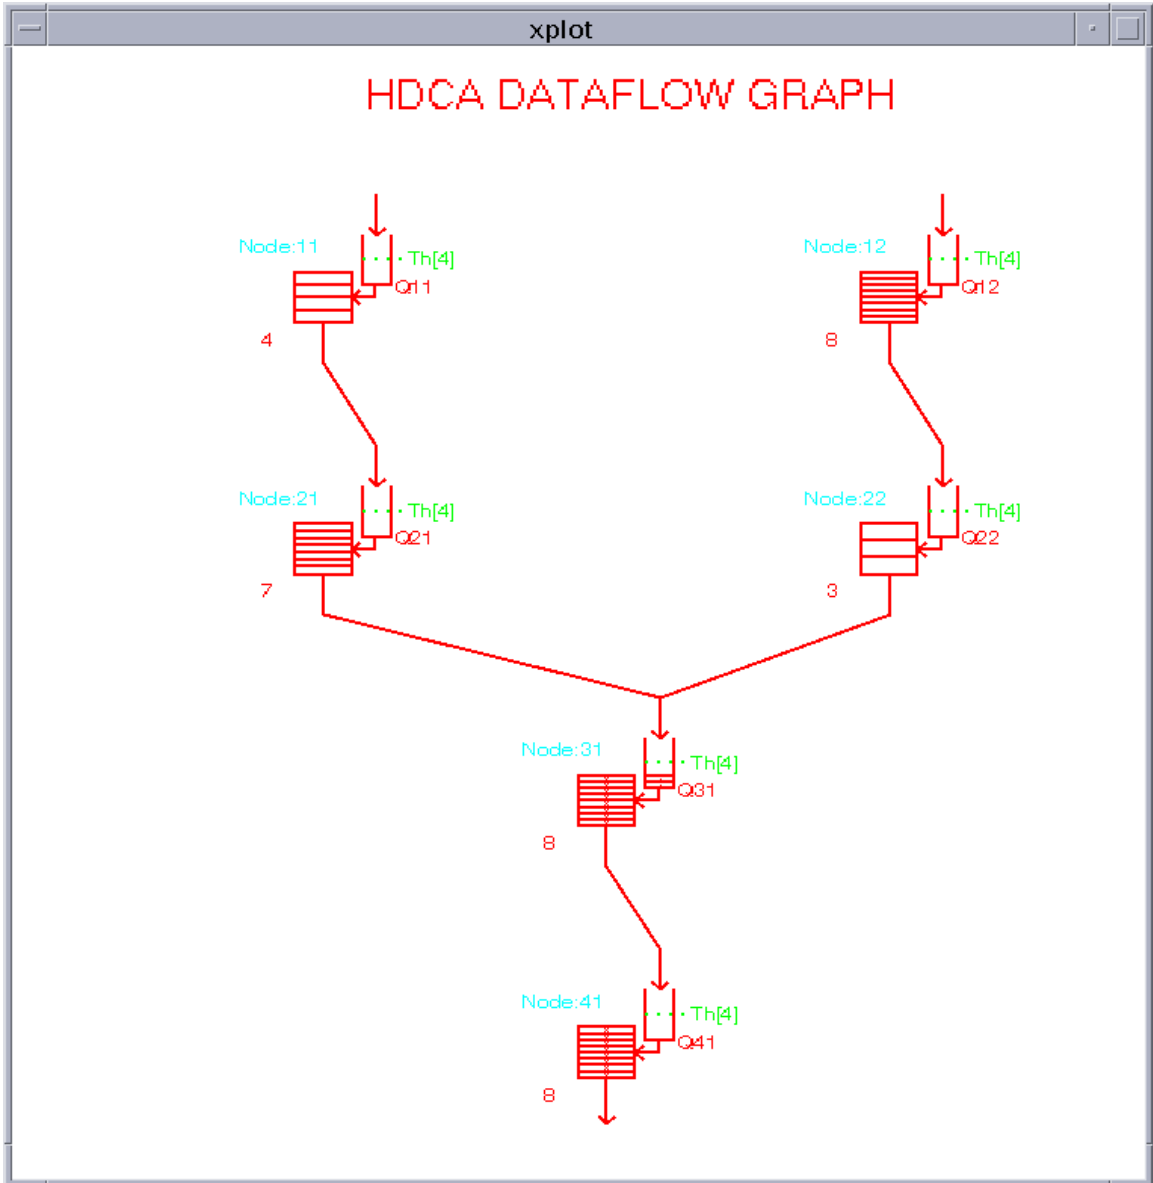 xplot
HDCA DATAFLOW GRAPH
Node:11
Th[4]
Q11
4
Node:12
Th[4]
Q12
8
Node:21
Th[4]
Q21
7
Node:22
Th[4]
Q22
3
Node:31
Th[4]
Q31
8
Node:41
Th[4]
Q41
8